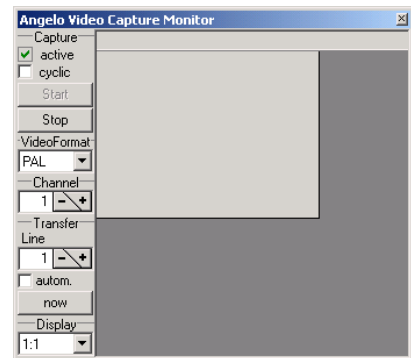 Angelo Video Capture Monitor
Capture
active
cyclic
Start
Stop
VideoFormat
PAL
Channel
1 - +
Transfer
Line
1 - +
autom.
now
Display
1:1